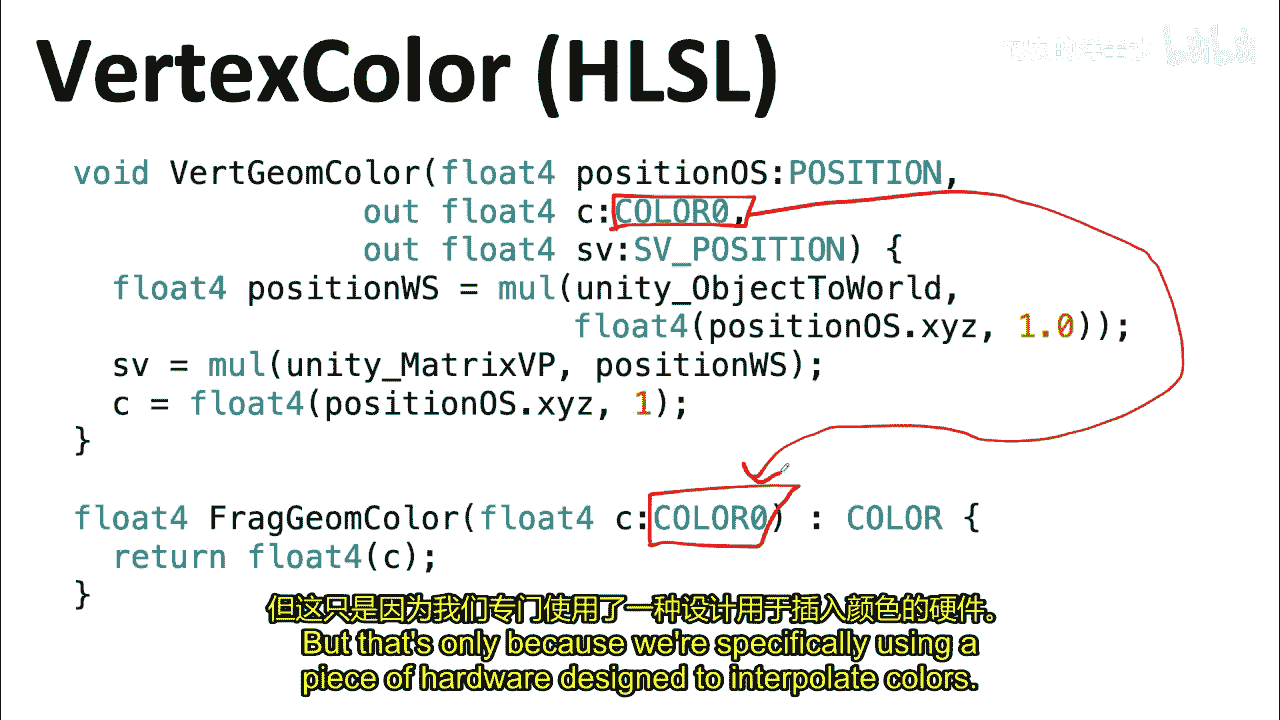 VertexColor (HLSL)
void VertGeomColor(float4 positionOS:POSITION,
out float4 c:COLOR0,
out float4 sv:SV_POSITION) {
float4 positionWS = mul(unity_ObjectToWorld,
float4(positionOS.xyz, 1.0));
sv = mul(unity_MatrixVP, positionWS);
c = float4(positionOS.xyz, 1);
}
float4 FragGeomColor(float4 c:COLOR0) : COLOR {
return float4(c);
}
但这只是因为我们专门使用了一种设计用于插入颜色的硬件。
But that's only because we're specifically using a
piece of hardware designed to interpolate colors.